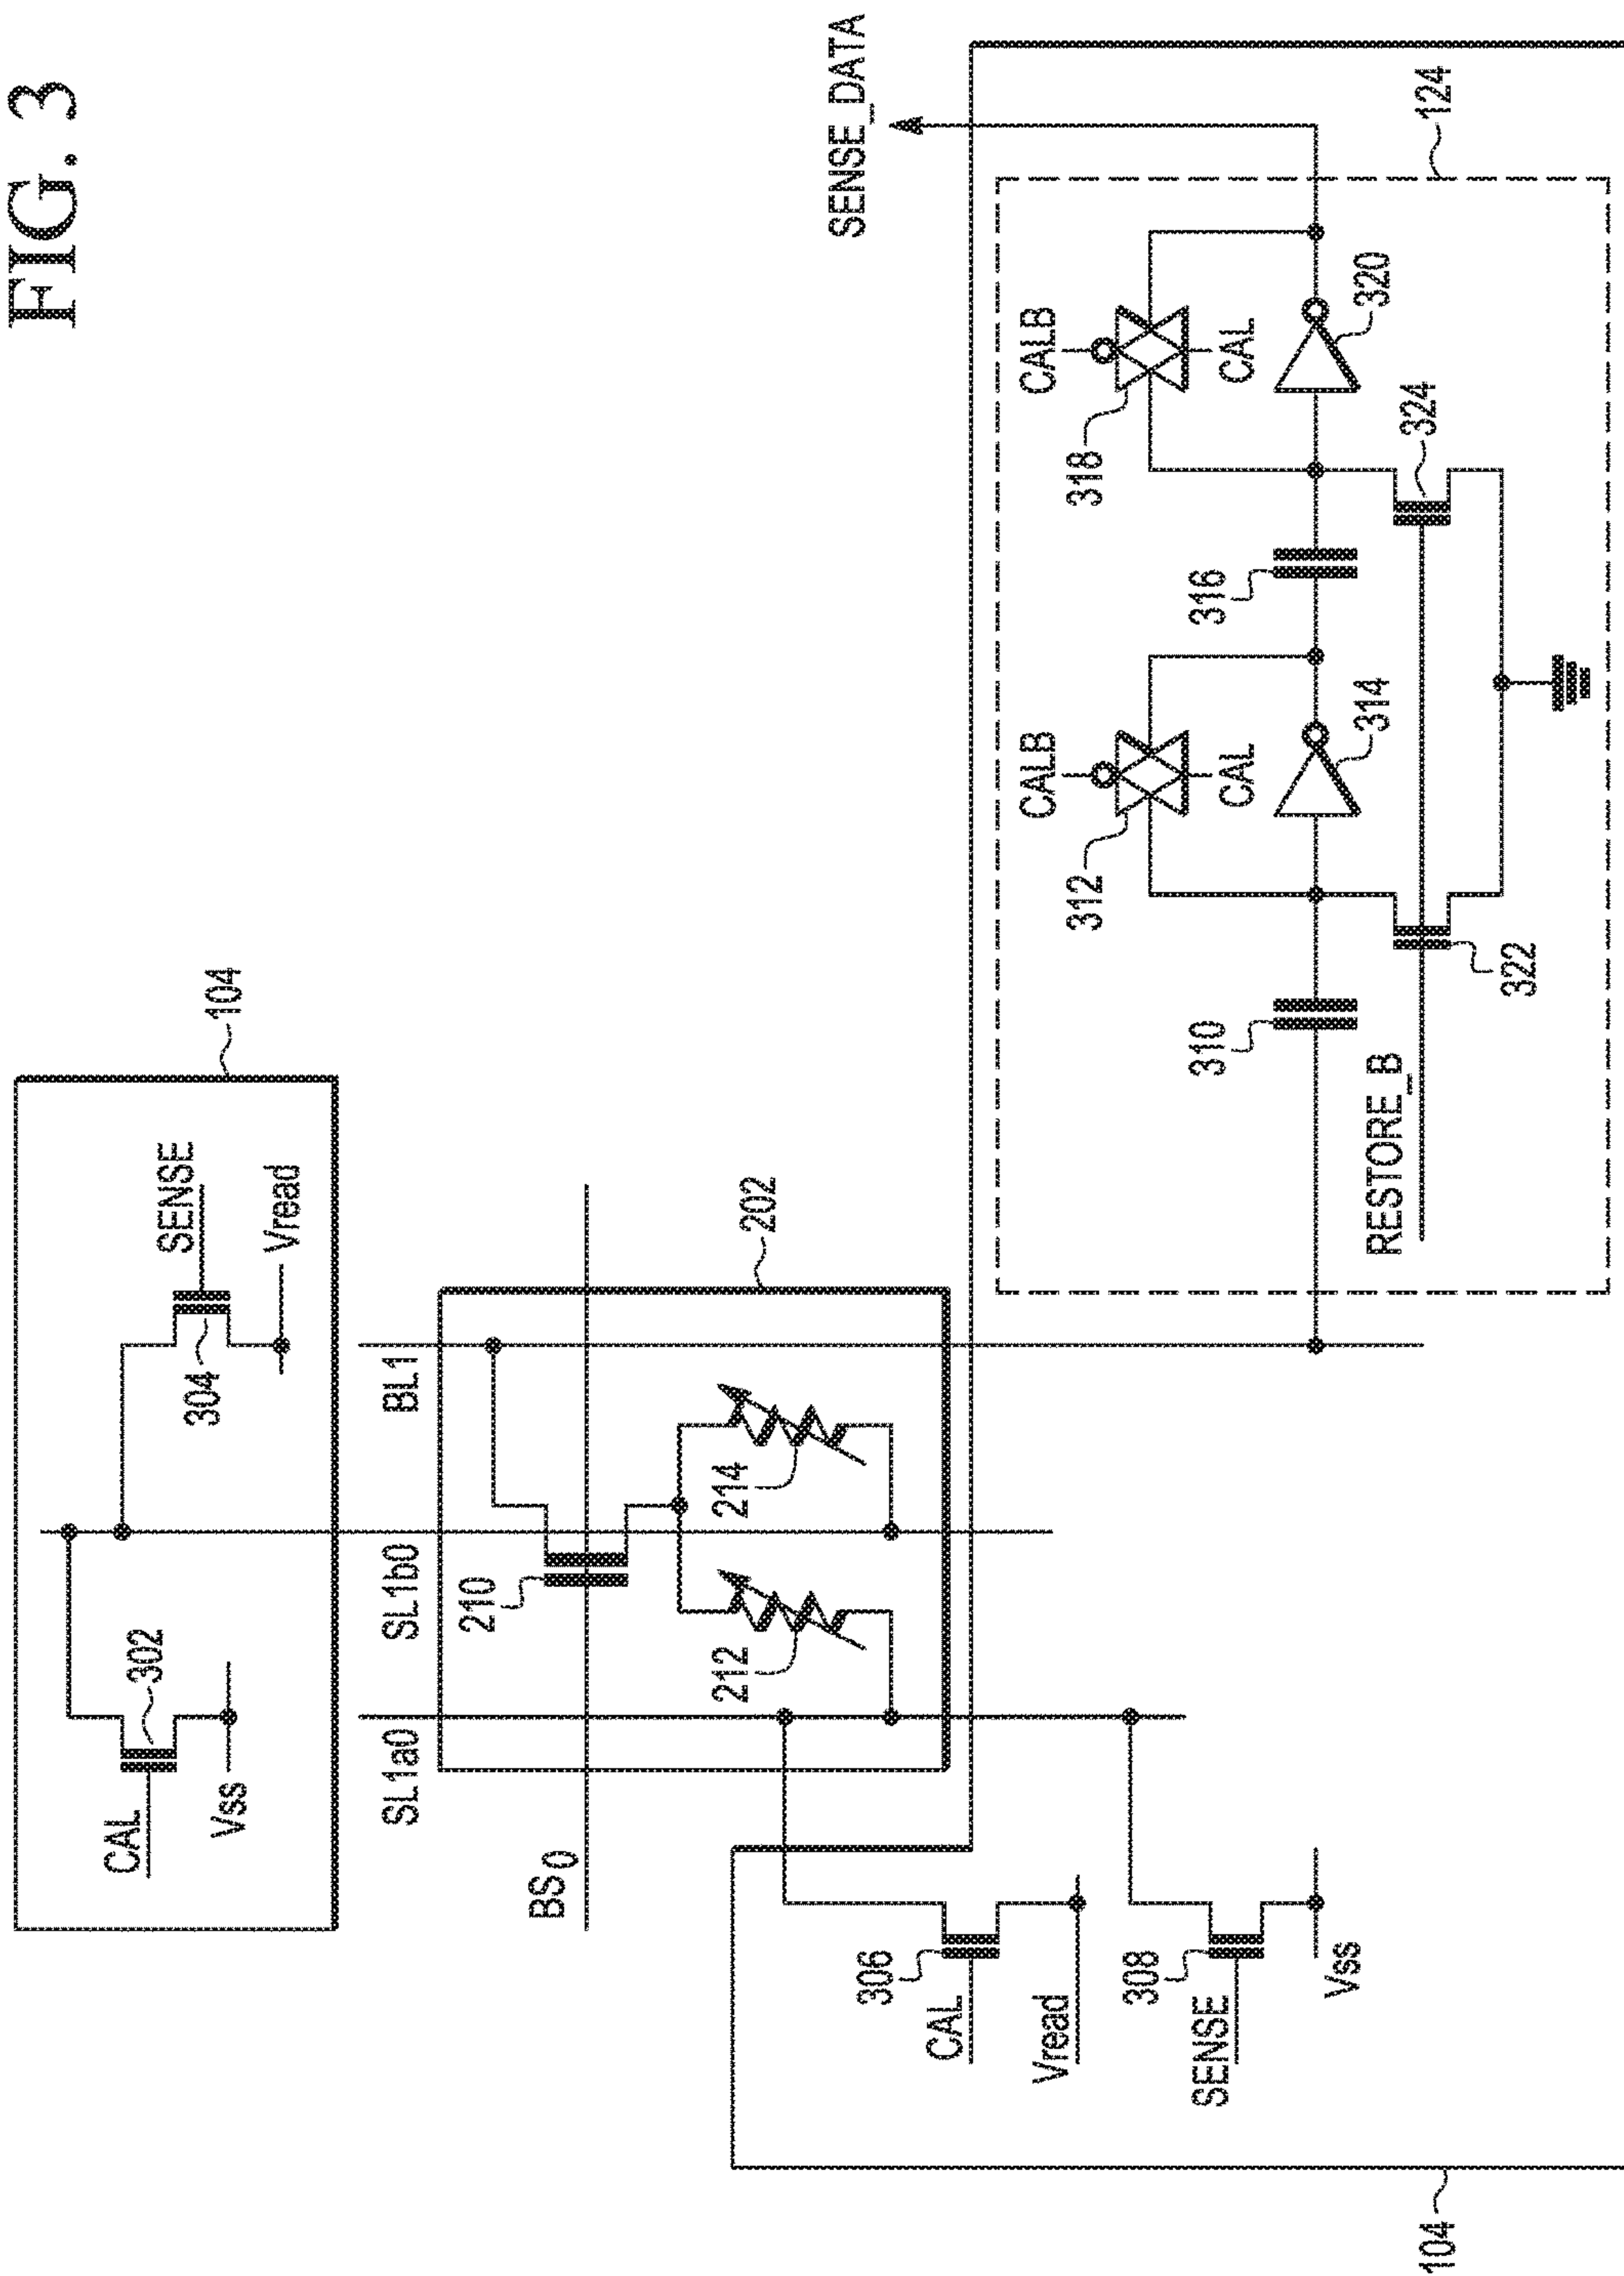 FIG. 3
104
CAL
302
Vss
304
SENSE
Vread
SL1a0
SL1b0
BL1
BS0
210
212
214
202
SENSE_DATA
306
CAL
Vread
308
SENSE
Vss
104
124
310
312
CALB
CAL
314
316
318
CALB
CAL
320
RESTORE_B
322
324